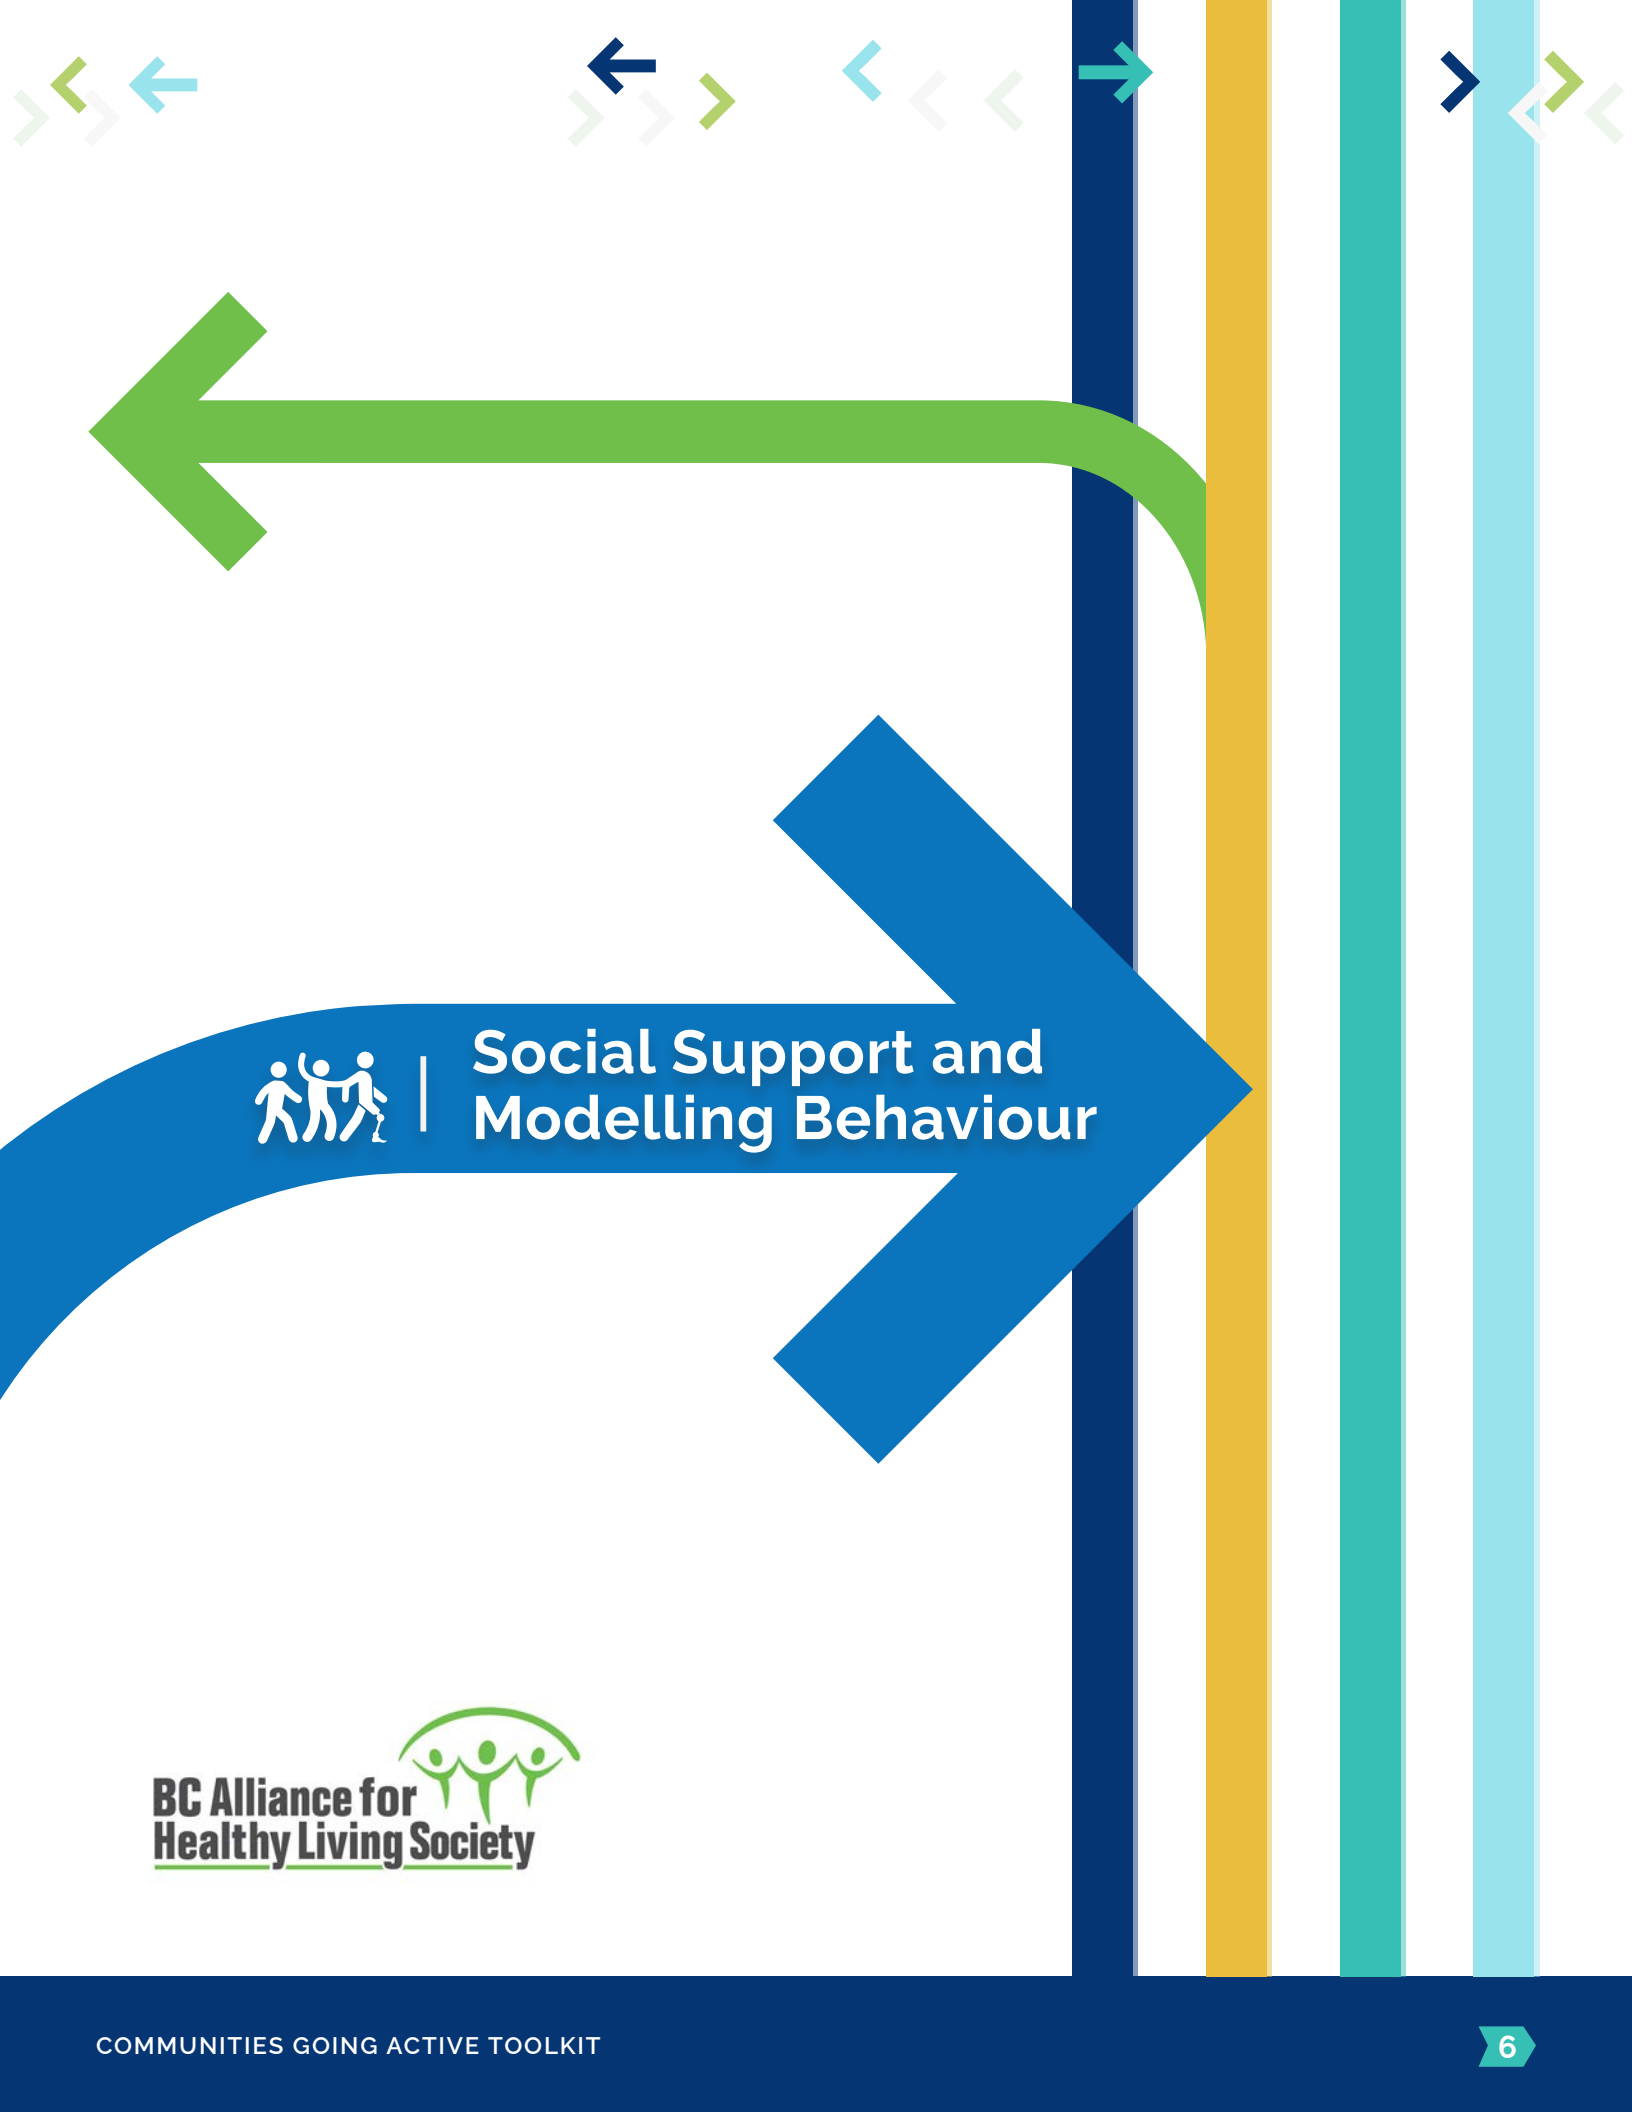 Social Support and
Modelling Behaviour
BC Alliance for
Healthy Living Society
COMMUNITIES GOING ACTIVE TOOLKIT
6